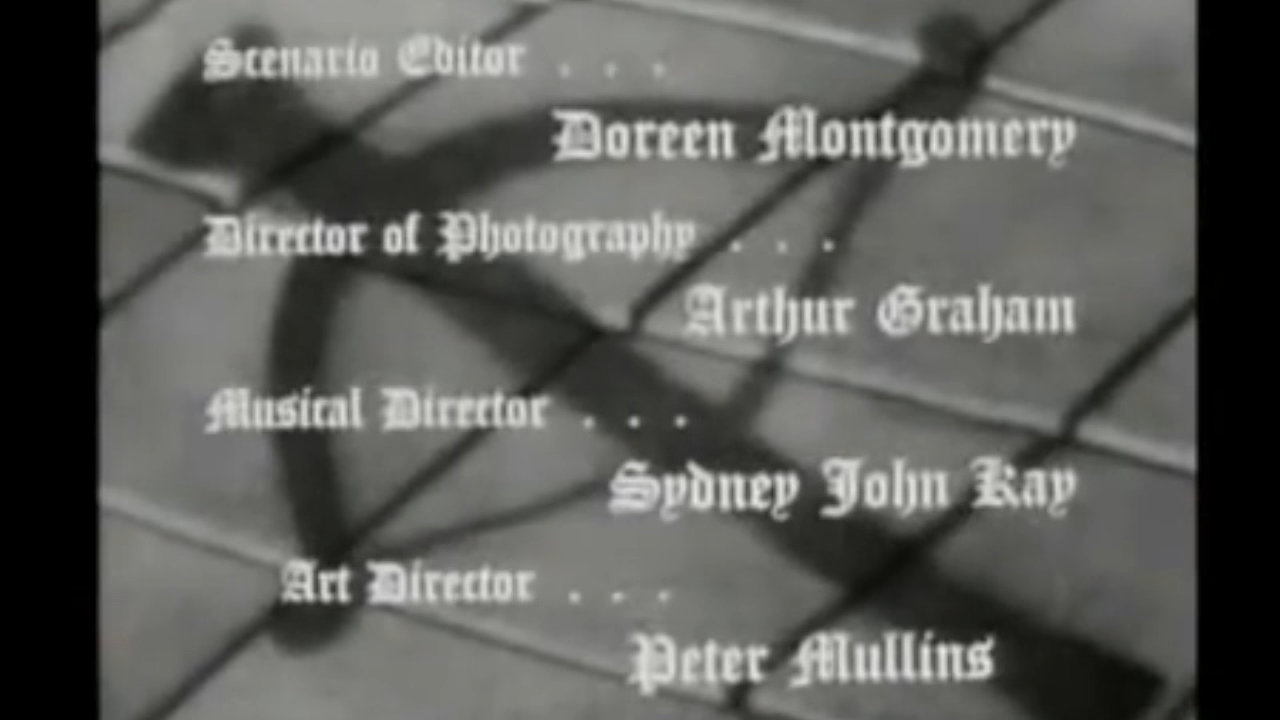 Scenario Editor . . .
Doreen Montgomery
Director of Photography . . .
Arthur Graham
Musical Director . . .
Sydney John Kay
Art Director . . .
Peter Mullins